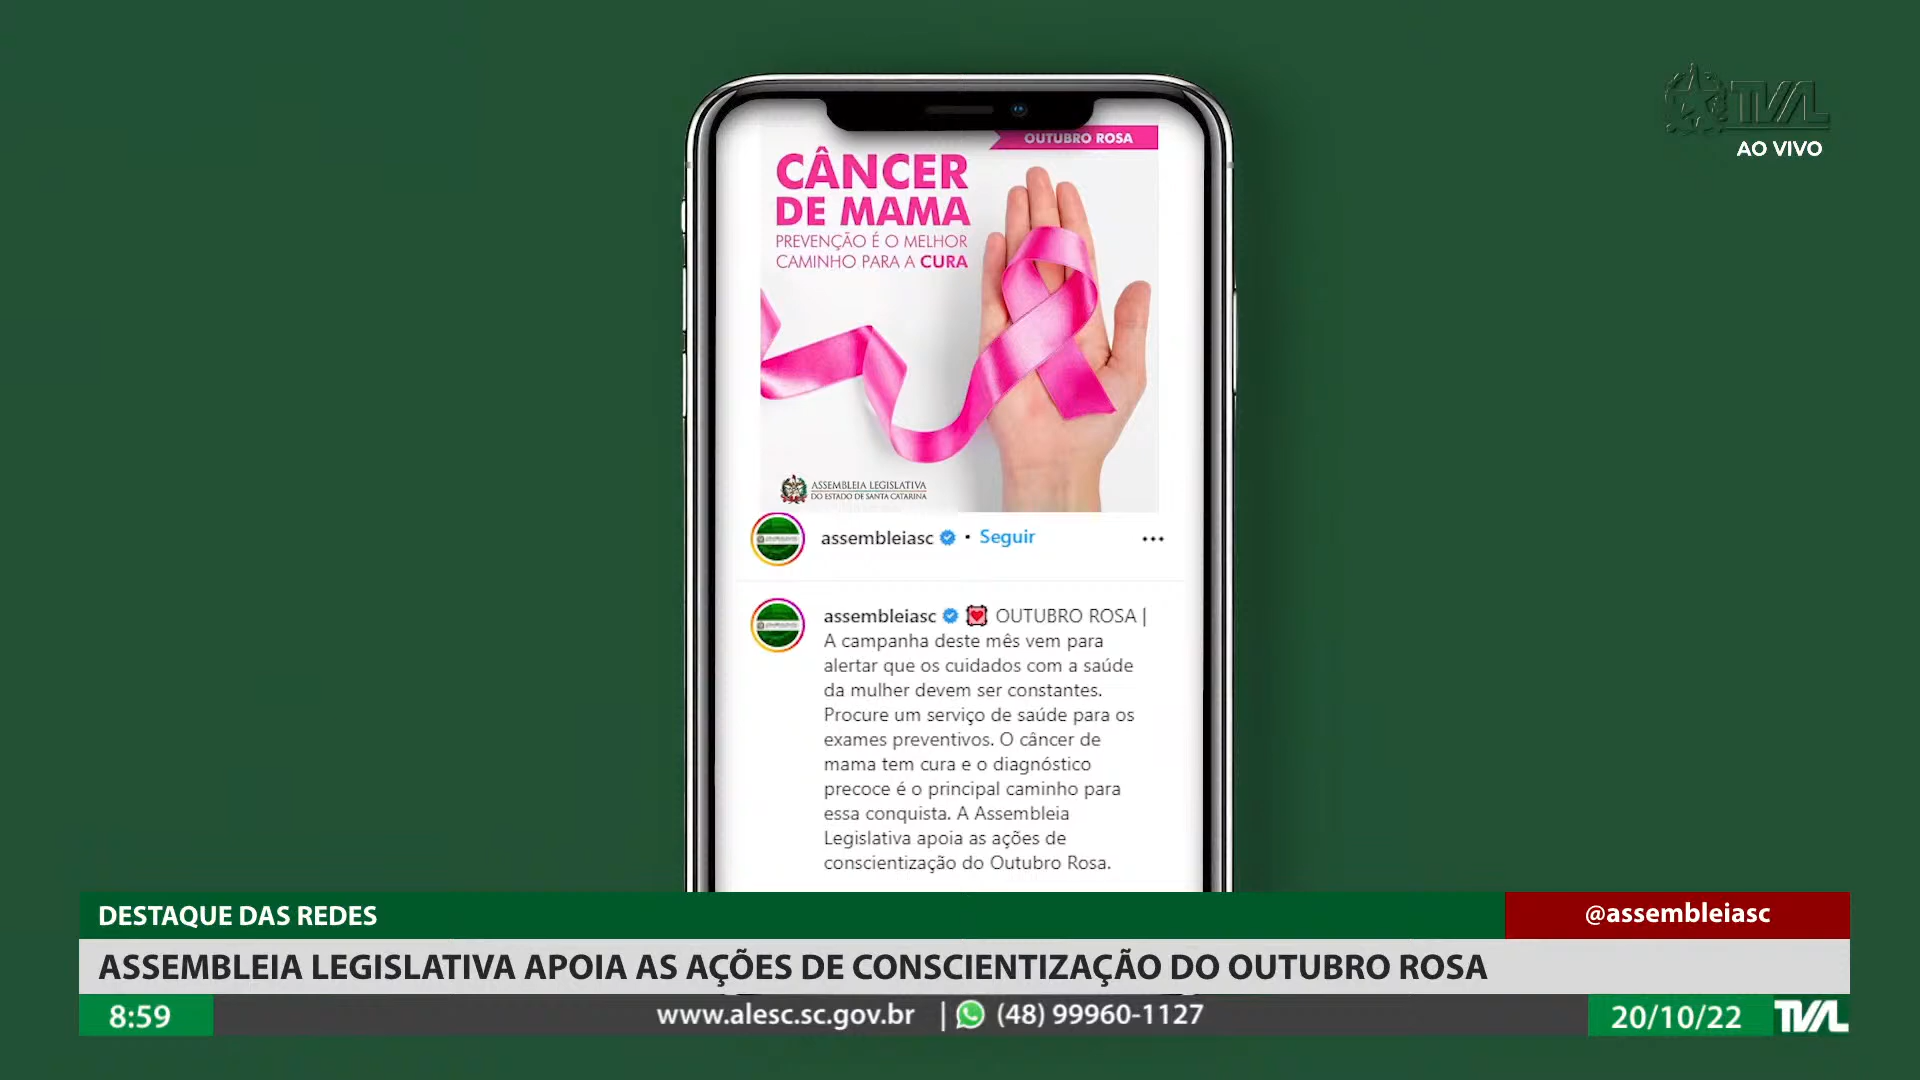 TVAL
AO VIVO
OUTUBRO ROSA
CÂNCER
DE MAMA
PREVENÇÃO É O MELHOR
CAMINHO PARA A CURA
ASSEMBLEIA LEGISLATIVA
DO ESTADO DE SANTA CATARINA
assembleiasc • Seguir
assembleiasc OUTUBRO ROSA |
A campanha deste mês vem para
alertar que os cuidados com a saúde
da mulher devem ser constantes.
Procure um serviço de saúde para os
exames preventivos. O câncer de
mama tem cura e o diagnóstico
precoce é o principal caminho para
essa conquista. A Assembleia
Legislativa apoia as ações de
conscientização do Outubro Rosa.
DESTAQUE DAS REDES
@assembleiasc
ASSEMBLEIA LEGISLATIVA APOIA AS AÇÕES DE CONSCIENTIZAÇÃO DO OUTUBRO ROSA
8:59
www.alesc.sc.gov.br | (48) 99960-1127
20/10/22
TVAL